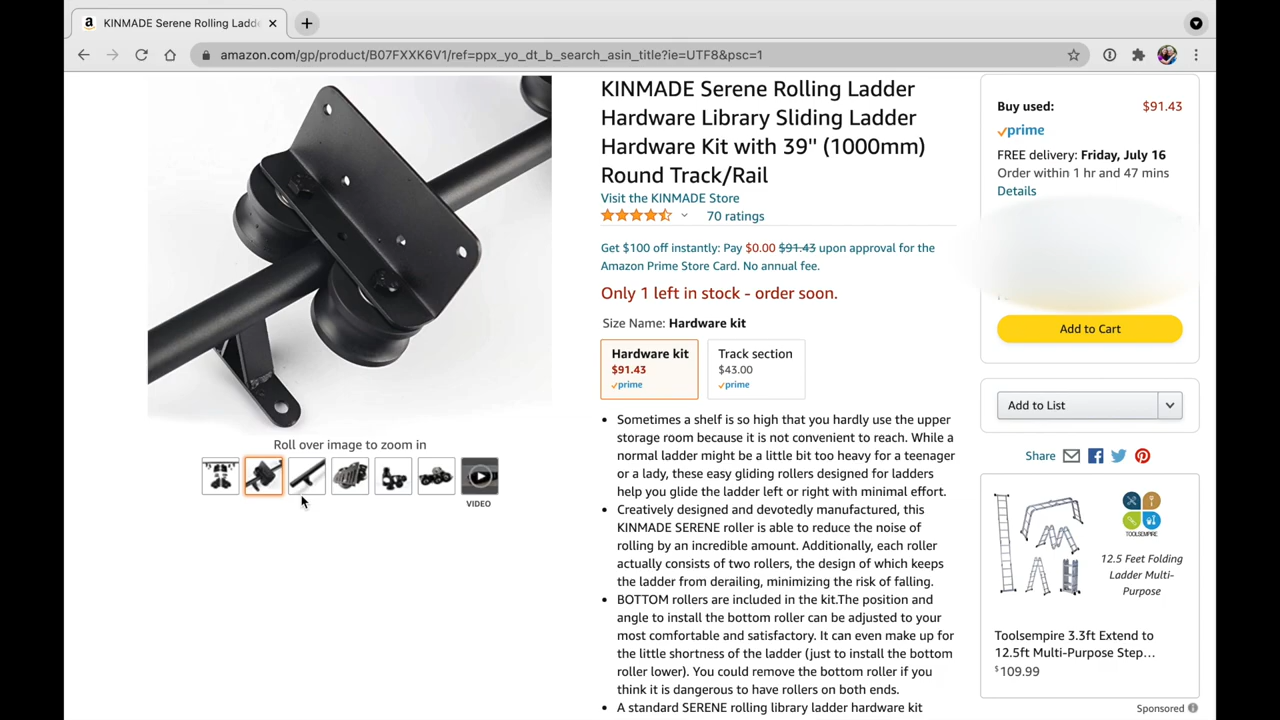 KINMADE Serene Rolling Ladde
amazon.com/gp/product/B07FXXK6V1/ref=ppx_yo_dt_b_search_asin_title?ie=UTF8&psc=1
Roll over image to zoom in
VIDEO
KINMADE Serene Rolling Ladder
Hardware Library Sliding Ladder
Hardware Kit with 39" (1000mm)
Round Track/Rail
Visit the KINMADE Store
70 ratings
Get $100 off instantly: Pay $0.00 $91.43 upon approval for the
Amazon Prime Store Card. No annual fee.
Only 1 left in stock - order soon.
Size Name: Hardware kit
Hardware kit
$91.43
prime
Track section
$43.00
prime
Sometimes a shelf is so high that you hardly use the upper
storage room because it is not convenient to reach. While a
normal ladder might be a little bit too heavy for a teenager
or a lady, these easy gliding rollers designed for ladders
help you glide the ladder left or right with minimal effort.
Creatively designed and devotedly manufactured, this
KINMADE SERENE roller is able to reduce the noise of
rolling by an incredible amount. Additionally, each roller
actually consists of two rollers, the design of which keeps
the ladder from derailing, minimizing the risk of falling.
BOTTOM rollers are included in the kit.The position and
angle to install the bottom roller can be adjusted to your
most comfortable and satisfactory. It can even make up for
the little shortness of the ladder (just to install the bottom
roller lower). You could remove the bottom roller if you
think it is dangerous to have rollers on both ends.
A standard SERENE rolling library ladder hardware kit
Buy used: $91.43
prime
FREE delivery: Friday, July 16
Order within 1 hr and 47 mins
Details
Add to Cart
Add to List
Share
TOOLSEMPIRE
12.5 Feet Folding
Ladder Multi-
Purpose
Toolsempire 3.3ft Extend to
12.5ft Multi-Purpose Step...
$109.99
Sponsored